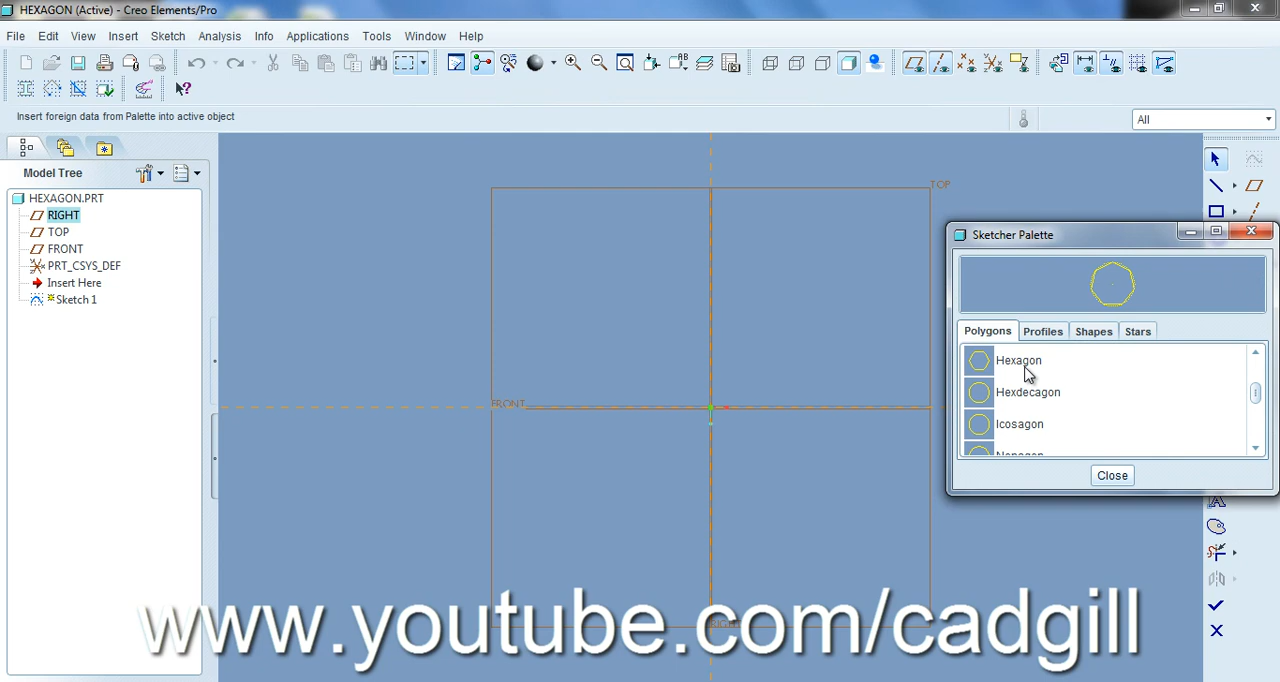 HEXAGON (Active) - Creo Elements/Pro
File Edit View Insert Sketch Analysis Info Applications Tools Window Help
Insert foreign data from Palette into active object
All
Model Tree
HEXAGON.PRT
RIGHT
TOP
FRONT
PRT_CSYS_DEF
Insert Here
Sketch 1
TOP
FRONT
RIGHT
Sketcher Palette
Polygons Profiles Shapes Stars
Hexagon
Hexdecagon
Icosagon
Nonagon
Close
www.youtube.com/cadgill